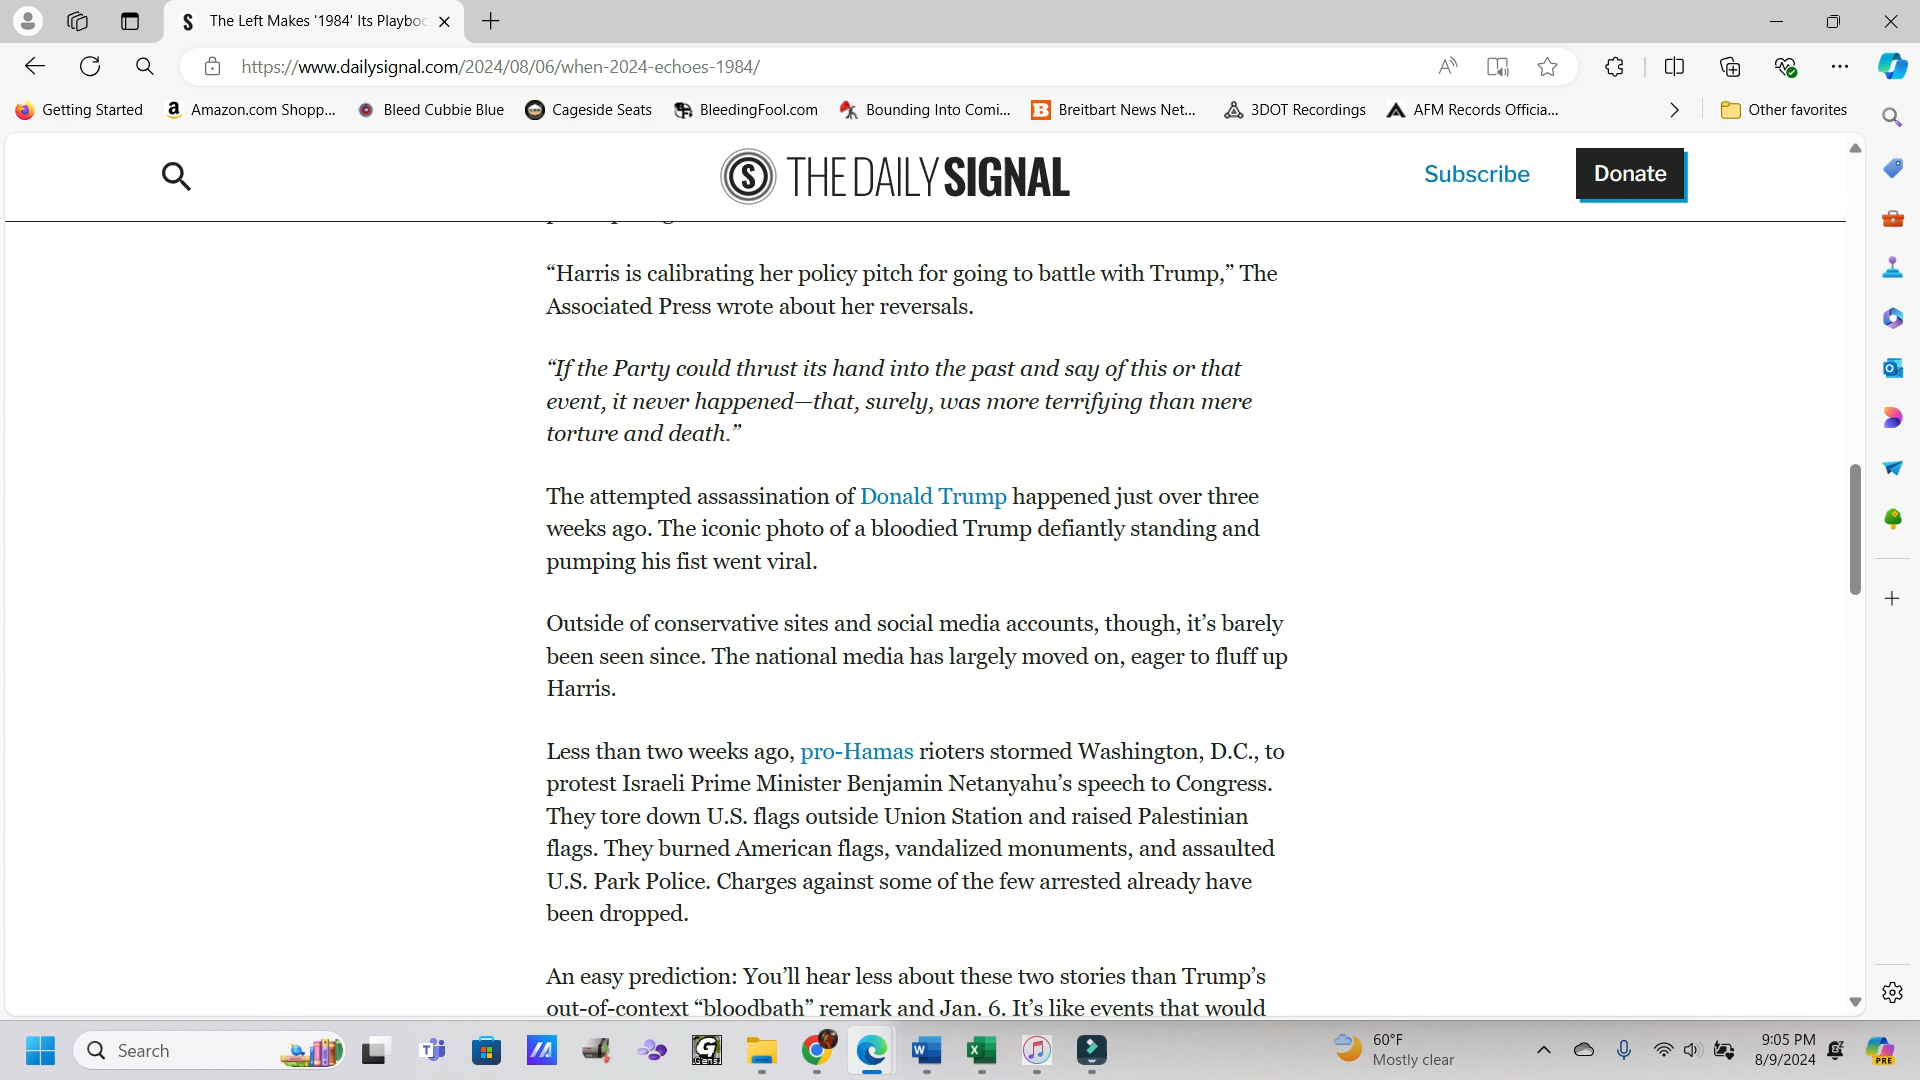 The Left Makes '1984' Its Playboo
https://www.dailysignal.com/2024/08/06/when-2024-echoes-1984/
Getting Started
Amazon.com Shopp...
Bleed Cubbie Blue
Cageside Seats
BleedingFool.com
Bounding Into Comi...
Breitbart News Net...
3DOT Recordings
AFM Records Officia...
Other favorites
THE DAILY SIGNAL
Subscribe
Donate
“Harris is calibrating her policy pitch for going to battle with Trump,” The
Associated Press wrote about her reversals.
“If the Party could thrust its hand into the past and say of this or that
event, it never happened—that, surely, was more terrifying than mere
torture and death.”
The attempted assassination of Donald Trump happened just over three
weeks ago. The iconic photo of a bloodied Trump defiantly standing and
pumping his fist went viral.
Outside of conservative sites and social media accounts, though, it’s barely
been seen since. The national media has largely moved on, eager to fluff up
Harris.
Less than two weeks ago, pro-Hamas rioters stormed Washington, D.C., to
protest Israeli Prime Minister Benjamin Netanyahu’s speech to Congress.
They tore down U.S. flags outside Union Station and raised Palestinian
flags. They burned American flags, vandalized monuments, and assaulted
U.S. Park Police. Charges against some of the few arrested already have
been dropped.
An easy prediction: You’ll hear less about these two stories than Trump’s
out-of-context “bloodbath” remark and Jan. 6. It’s like events that would
Search
60°F
Mostly clear
9:05 PM
8/9/2024